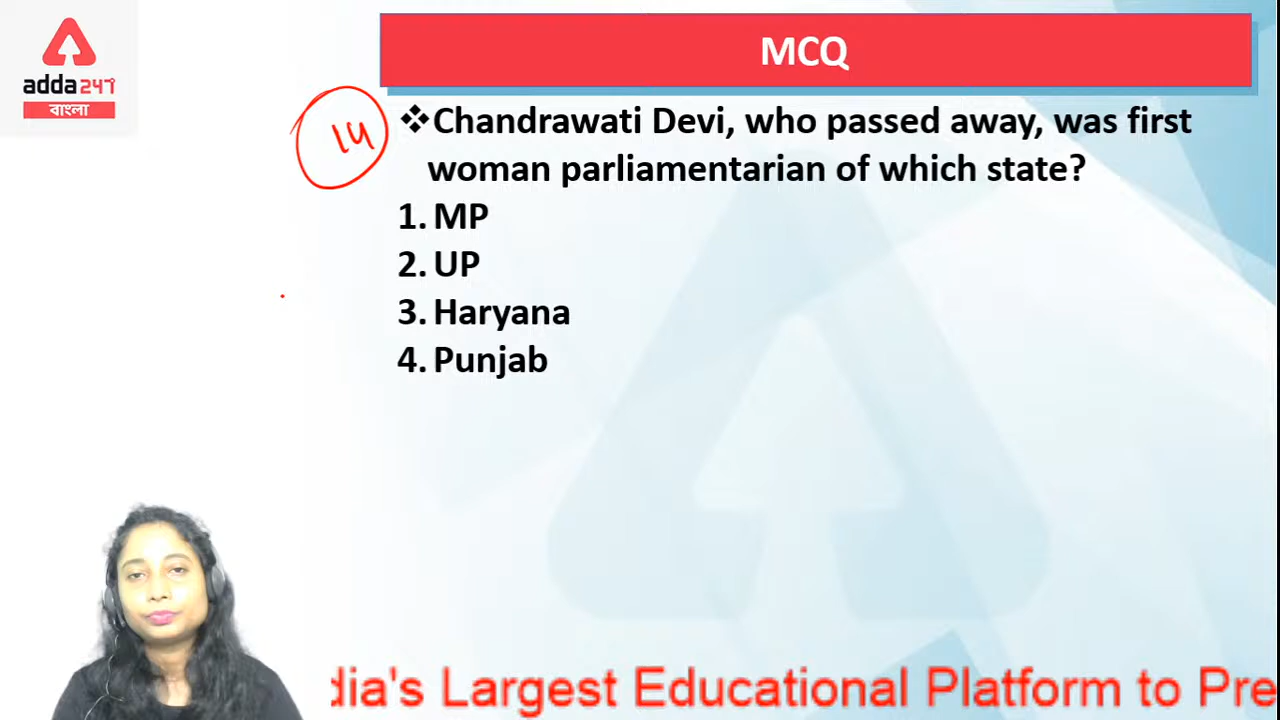 adda247
বাংলা
MCQ
14
❖Chandrawati Devi, who passed away, was first
woman parliamentarian of which state?
1. MP
2. UP
3. Haryana
4. Punjab
dia's Largest Educational Platform to Pre